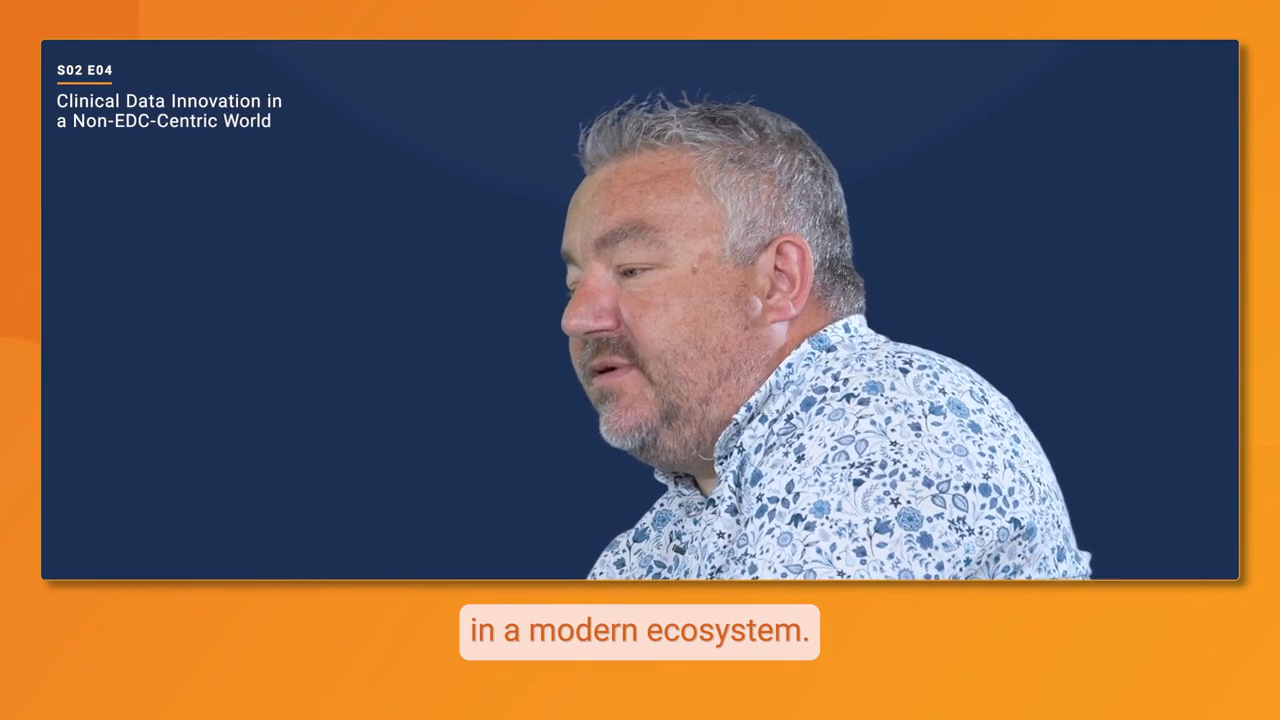 S02 E04
Clinical Data Innovation in
a Non-EDC-Centric World
in a modern ecosystem.